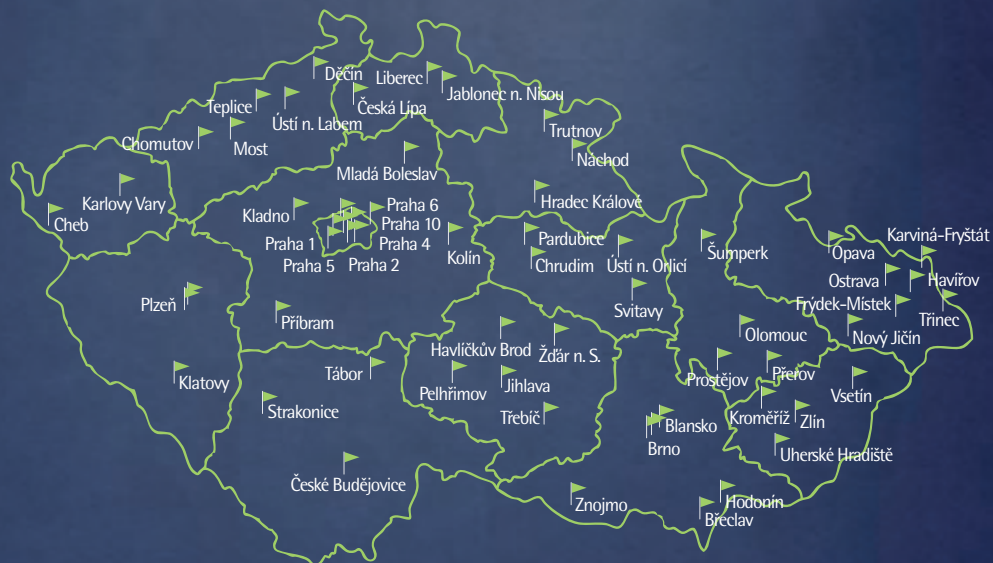 Děčín
Liberec
Jablonec n. Nisou
Teplice
Ústí n. Labem
Česká Lípa
Trutnov
Chomutov
Most
Náchod
Mladá Boleslav
Karlovy Vary
Cheb
Kladno
Praha 6
Praha 10
Praha 1
Praha 4
Praha 5
Praha 2
Kolín
Hradec Králové
Pardubice
Chrudim
Ústí n. Orlicí
Šumperk
Opava
Karviná-Fryštát
Ostrava
Havířov
Frýdek-Místek
Třinec
Nový Jičín
Plzeň
Příbram
Svitavy
Olomouc
Havlíčkův Brod
Žďár n. S.
Klatovy
Tábor
Pelhřimov
Jihlava
Prostějov
Přerov
Vsetín
Strakonice
Třebíč
Blansko
Brno
Kroměříž
Zlín
Uherské Hradiště
České Budějovice
Znojmo
Hodonín
Břeclav